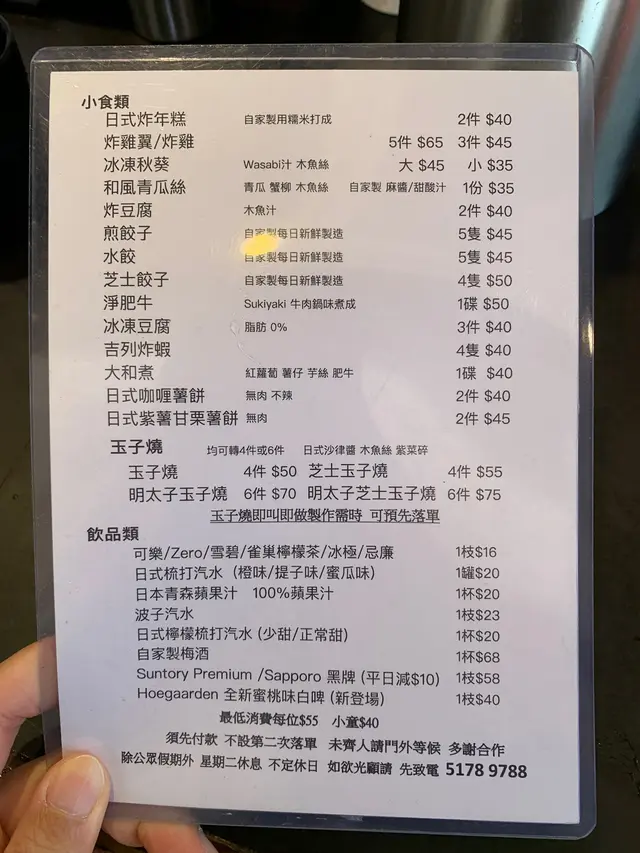 小食類
日式炸年糕 自家製用糯米打成 2件 $40
炸雞翼/炸雞 5件 $65 3件 $45
冰凍秋葵 Wasabi汁 木魚絲 大 $45 小 $35
和風青瓜絲 青瓜 蟹柳 木魚絲 自家製 麻醬/甜酸汁 1份 $35
炸豆腐 木魚汁 2件 $40
煎餃子 自家製每日新鮮製造 5隻 $45
水餃 自家製每日新鮮製造 5隻 $45
芝士餃子 自家製每日新鮮製造 4隻 $50
淨肥牛 Sukiyaki 牛肉鍋味煮成 1碟 $50
冰凍豆腐 脂肪 0% 3件 $40
吉列炸蝦 4隻 $40
大和煮 紅蘿蔔 薯仔 芋絲 肥牛 1碟 $40
日式咖喱薯餅 無肉 不辣 2件 $40
日式紫薯甘栗薯餅 無肉 2件 $45
玉子燒 均可轉4件或6件 日式沙律醬 木魚絲 紫菜碎
玉子燒 4件 $50 芝士玉子燒 4件 $55
明太子玉子燒 6件 $70 明太子芝士玉子燒 6件 $75
玉子燒即叫即做製作需時 可預先落單
飲品類
可樂/Zero/雪碧/雀巢檸檬茶/冰極/忌廉 1枝$16
日式梳打汽水（橙味/提子味/蜜瓜味） 1罐$20
日本青森蘋果汁 100%蘋果汁 1杯$20
波子汽水 1枝$23
日式檸檬梳打汽水 (少甜/正常甜) 1杯$20
自家製梅酒 1杯$68
Suntory Premium /Sapporo 黑牌 (平日減$10) 1枝$58
Hoegaarden 全新蜜桃味白啤 (新登場) 1枝$40
最低消費每位$55 小童$40
須先付款 不設第二次落單 未齊人請門外等候 多謝合作
除公眾假期外 星期二休息 不定休日 如欲光顧請 先致電 5178 9788